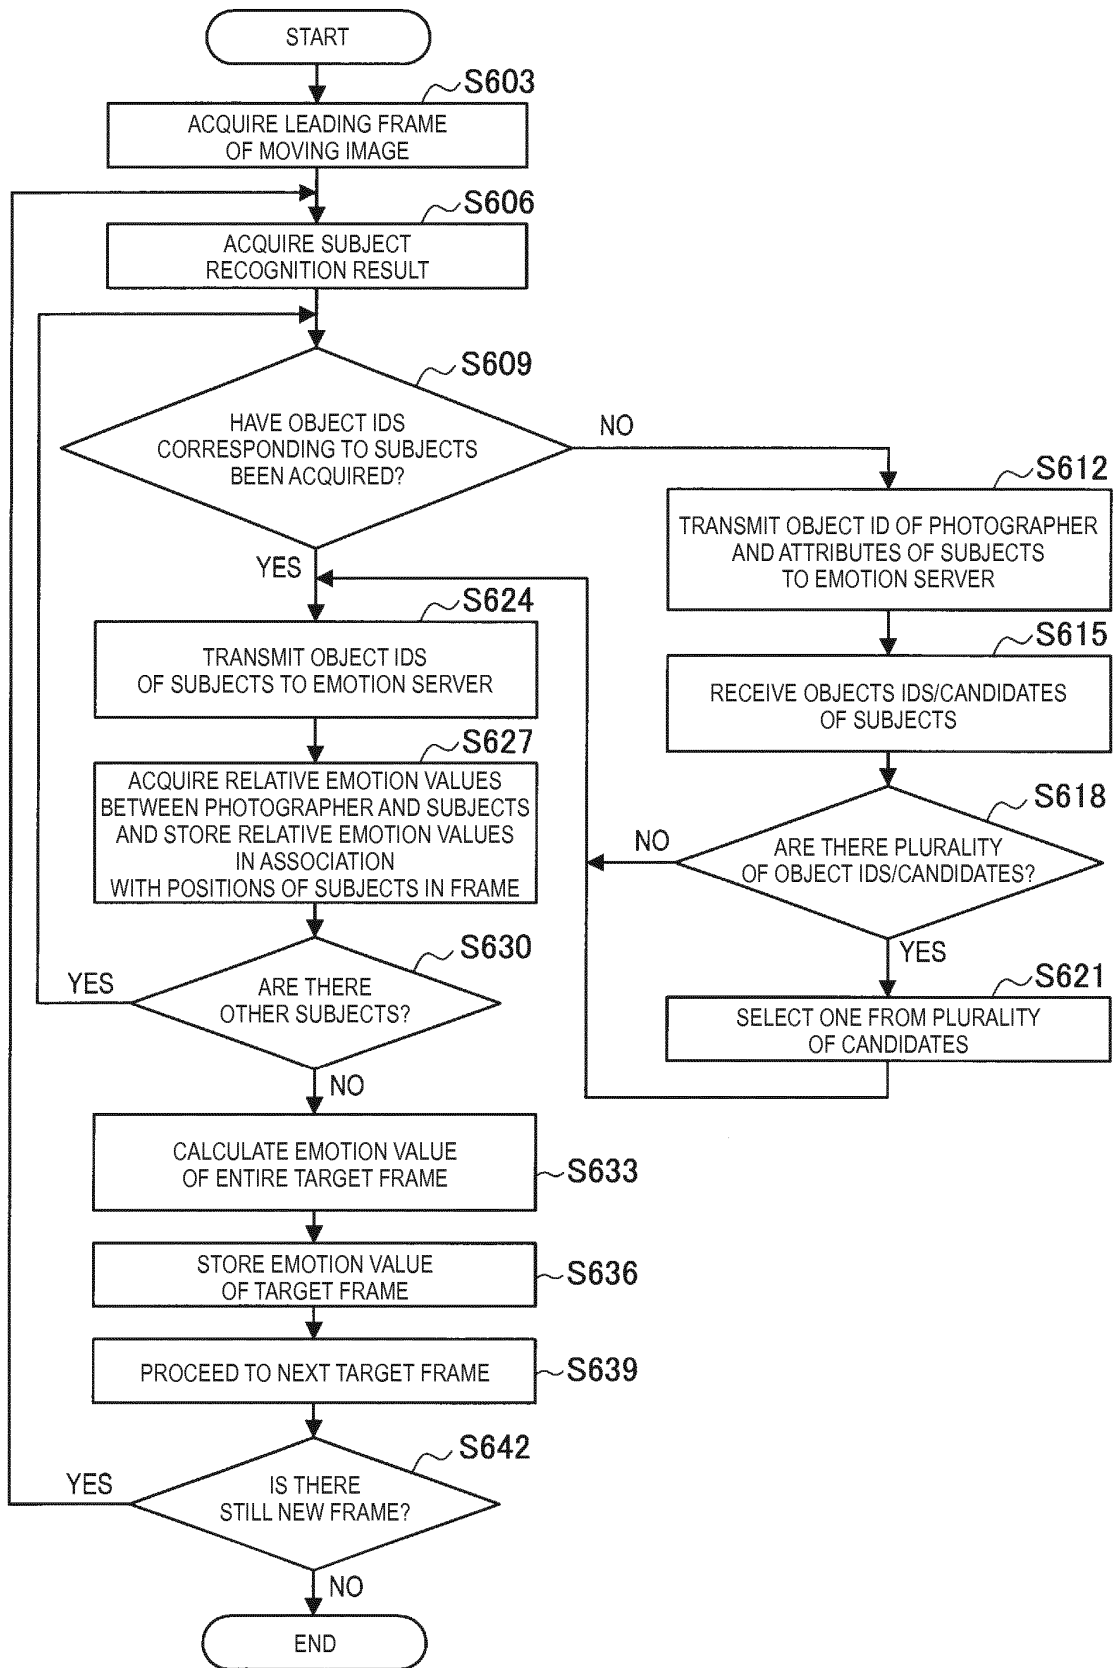 START
S603
ACQUIRE LEADING FRAME
OF MOVING IMAGE
S606
ACQUIRE SUBJECT
RECOGNITION RESULT
S609
HAVE OBJECT IDS
CORRESPONDING TO SUBJECTS
BEEN ACQUIRED?
NO
YES
S612
TRANSMIT OBJECT ID OF PHOTOGRAPHER
AND ATTRIBUTES OF SUBJECTS
TO EMOTION SERVER
S615
RECEIVE OBJECTS IDS/CANDIDATES
OF SUBJECTS
S618
ARE THERE PLURALITY
OF OBJECT IDS/CANDIDATES?
NO
YES
S621
SELECT ONE FROM PLURALITY
OF CANDIDATES
S624
TRANSMIT OBJECT IDS
OF SUBJECTS TO EMOTION SERVER
S627
ACQUIRE RELATIVE EMOTION VALUES
BETWEEN PHOTOGRAPHER AND SUBJECTS
AND STORE RELATIVE EMOTION VALUES
IN ASSOCIATION
WITH POSITIONS OF SUBJECTS IN FRAME
S630
YES
ARE THERE
OTHER SUBJECTS?
NO
CALCULATE EMOTION VALUE
OF ENTIRE TARGET FRAME
S633
STORE EMOTION VALUE
OF TARGET FRAME
S636
PROCEED TO NEXT TARGET FRAME
S639
S642
YES
IS THERE
STILL NEW FRAME?
NO
END